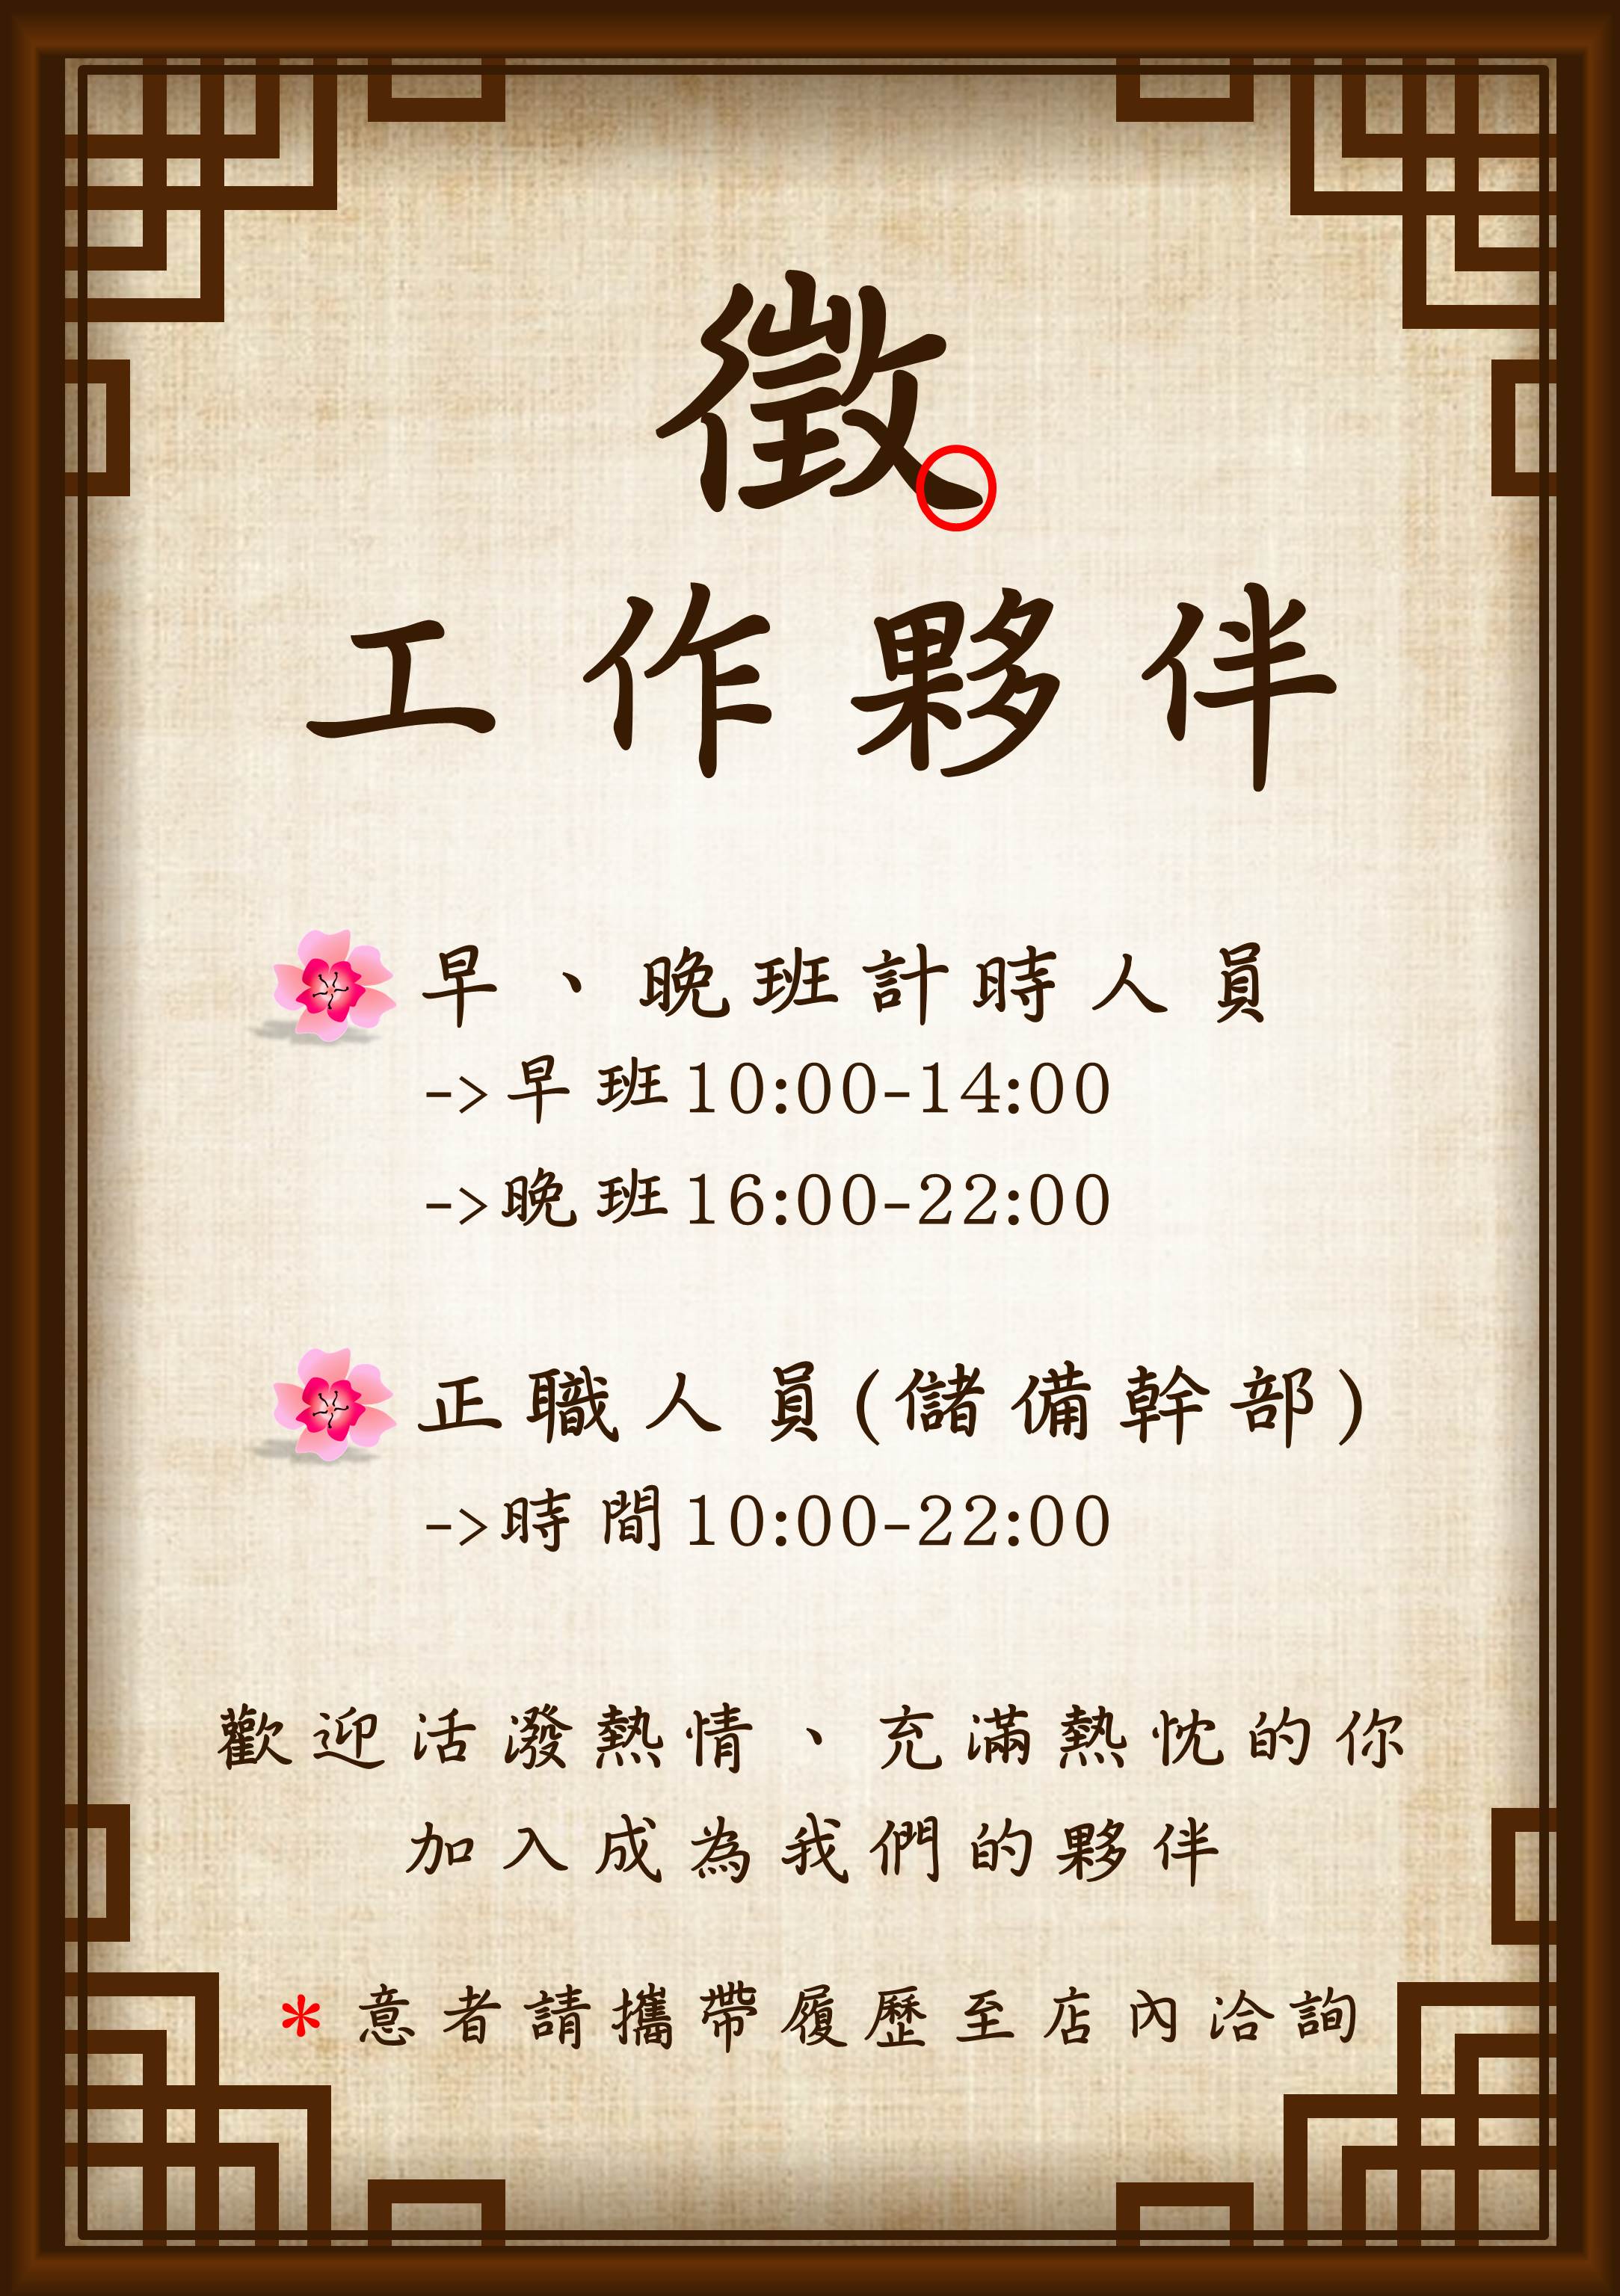 徵
工作夥伴
早、晚班計時人員
->早班10:00-14:00
->晚班16:00-22:00
正職人員(儲備幹部)
->時間10:00-22:00
歡迎活潑熱情、充滿熱忱的你
加入成為我們的夥伴
*意者請攜帶履歷至店內洽詢